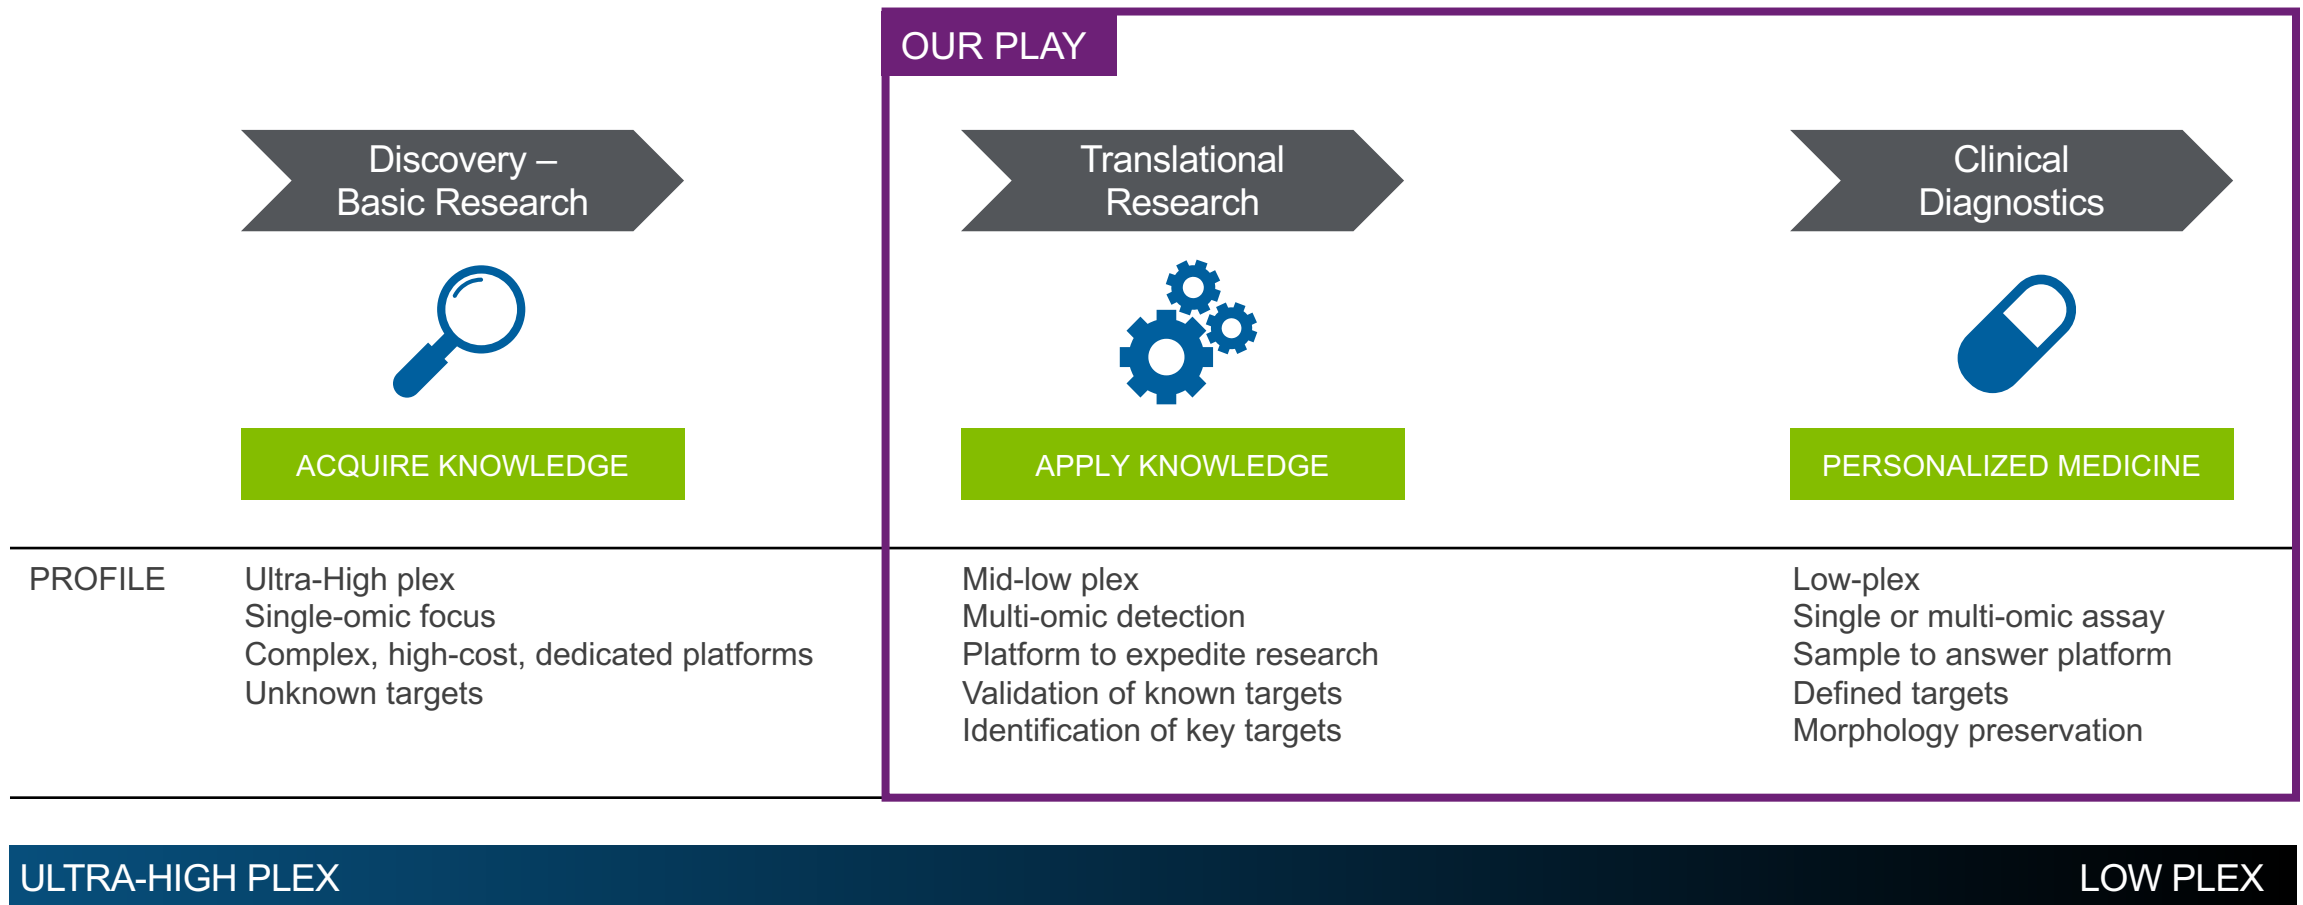 OUR PLAY
Discovery –
Basic Research
Translational
Research
Clinical
Diagnostics
ACQUIRE KNOWLEDGE
APPLY KNOWLEDGE
PERSONALIZED MEDICINE
PROFILE
Ultra-High plex
Single-omic focus
Complex, high-cost, dedicated platforms
Unknown targets
Mid-low plex
Multi-omic detection
Platform to expedite research
Validation of known targets
Identification of key targets
Low-plex
Single or multi-omic assay
Sample to answer platform
Defined targets
Morphology preservation
ULTRA-HIGH PLEX
LOW PLEX